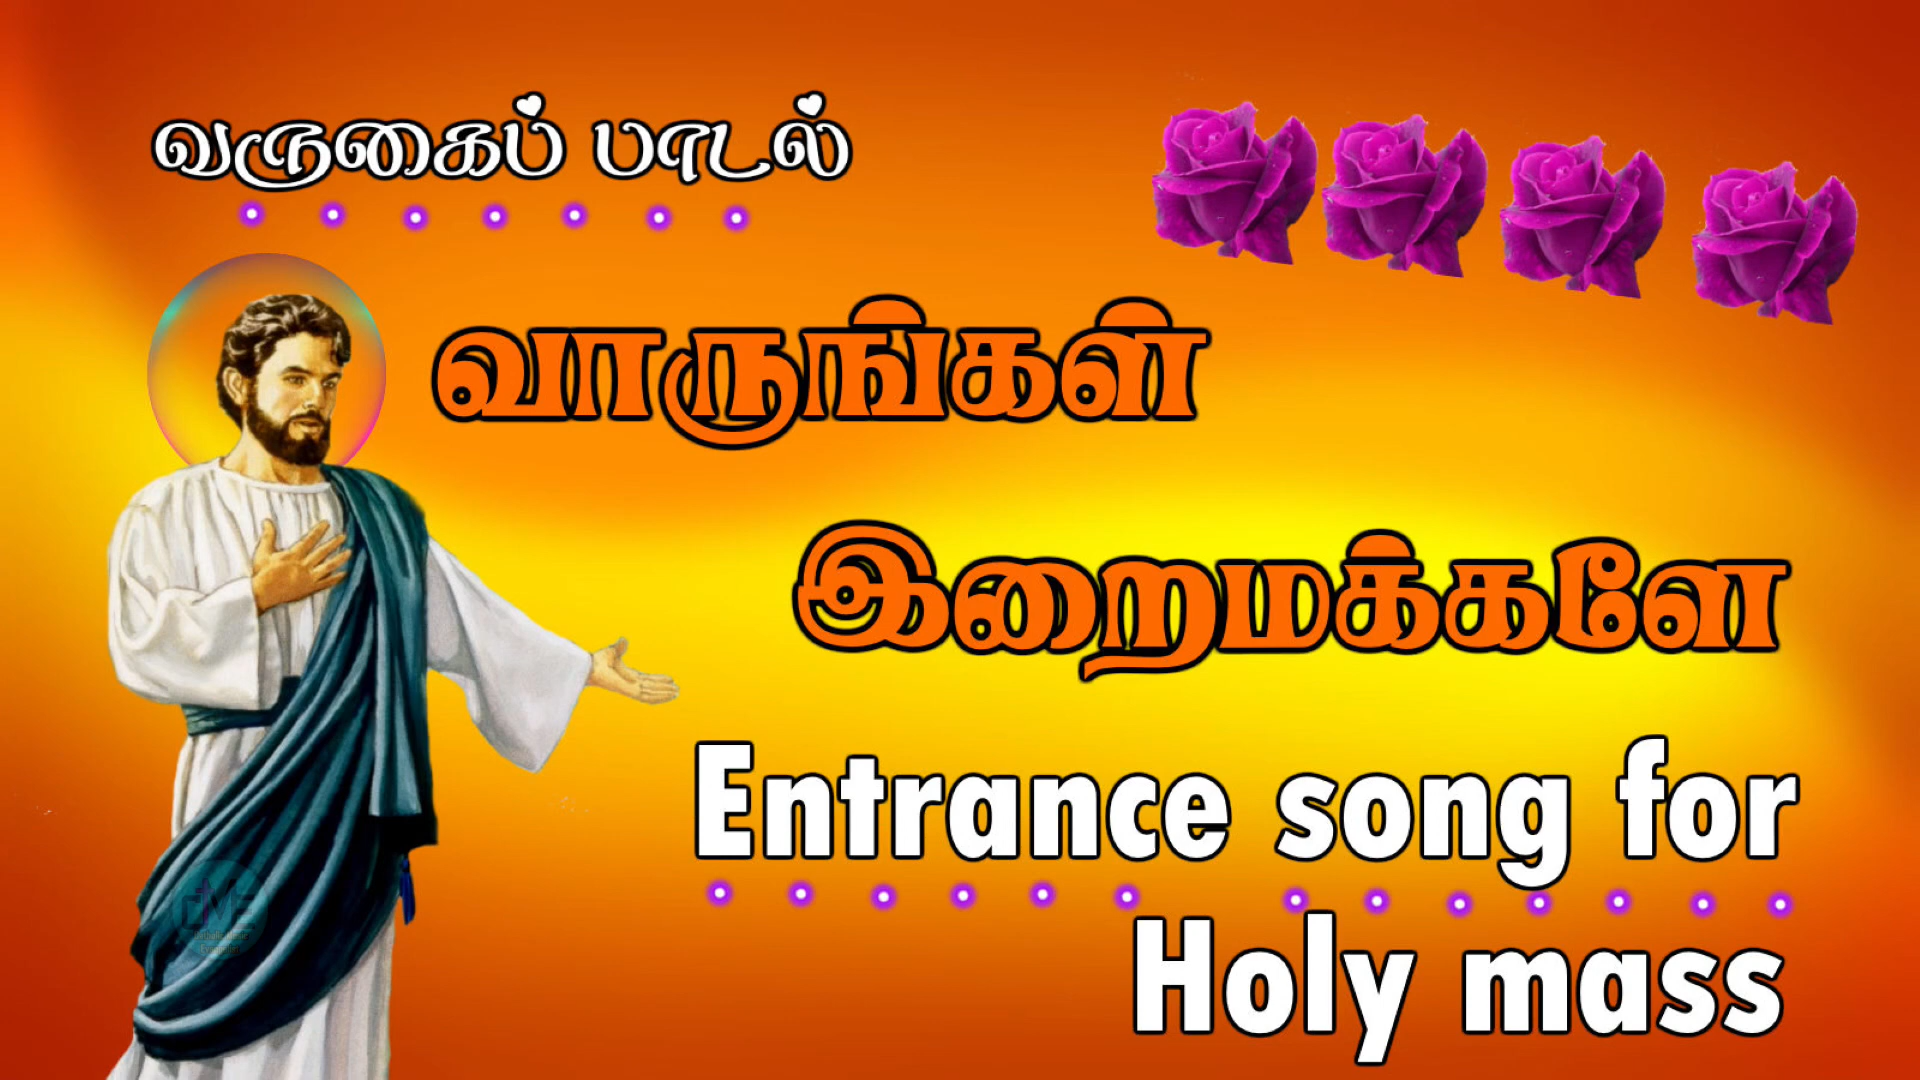 வருகைப் பாடல்
வாருங்கள்
இறைமக்களே
Entrance song for
Holy mass